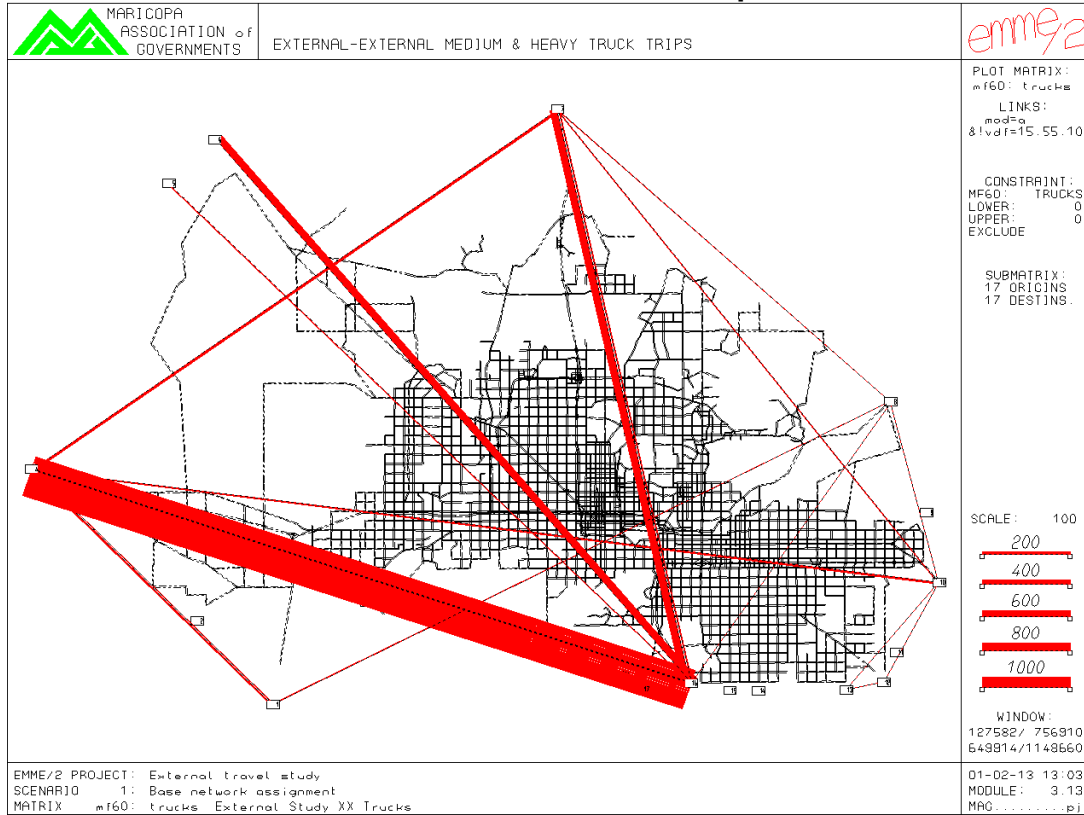 MARICOPA
ASSOCIATION of
GOVERNMENTS
EXTERNAL-EXTERNAL MEDIUM & HEAVY TRUCK TRIPS
emme/2
PLOT MATRIX:
mf60: trucks
LINKS:
mod=a
&!vdf=15.55.10
CONSTRAINT:
MF60: TRUCKS
LOWER: 0
UPPER: 0
EXCLUDE
SUBMATRIX:
17 ORIGINS
17 DESTINS.
SCALE: 100
200
400
600
800
1000
WINDOW:
127582/ 756910
649914/1149660
EMME/2 PROJECT: External travel study
SCENARIO 1: Base network assignment
MATRIX mf60: trucks External Study XX Trucks
01-02-13 13:03
MODULE: 3.13
MAG.........pj